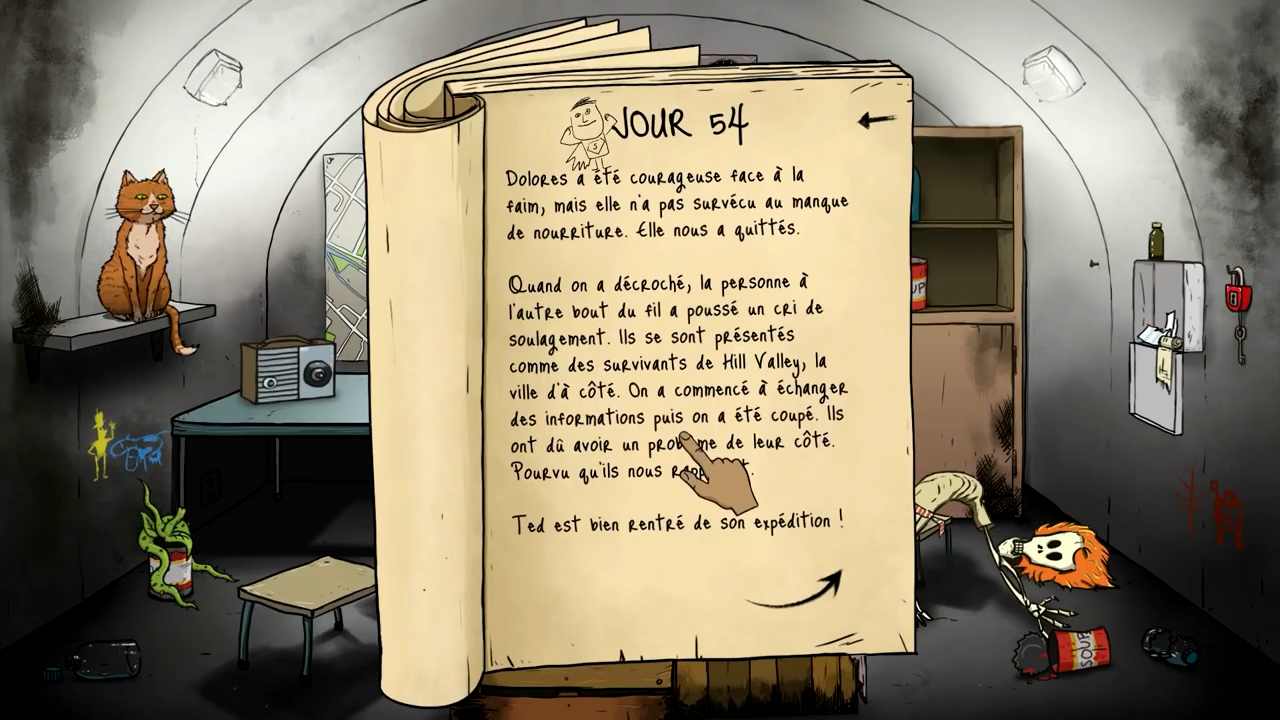 JOUR 54
Dolores a été courageuse face à la
faim, mais elle n'a pas survécu au manque
de nourriture. Elle nous a quittés.
Quand on a décroché, la personne à
l'autre bout du fil a poussé un cri de
soulagement. Ils se sont présentés
comme des survivants de Hill Valley, la
ville d'à côté. On a commencé à échanger
des informations puis on a été coupé. Ils
ont dû avoir un de leur côté.
Pourvu qu'ils nous
Ted est bien rentré de son expédition !
UP
SOUP